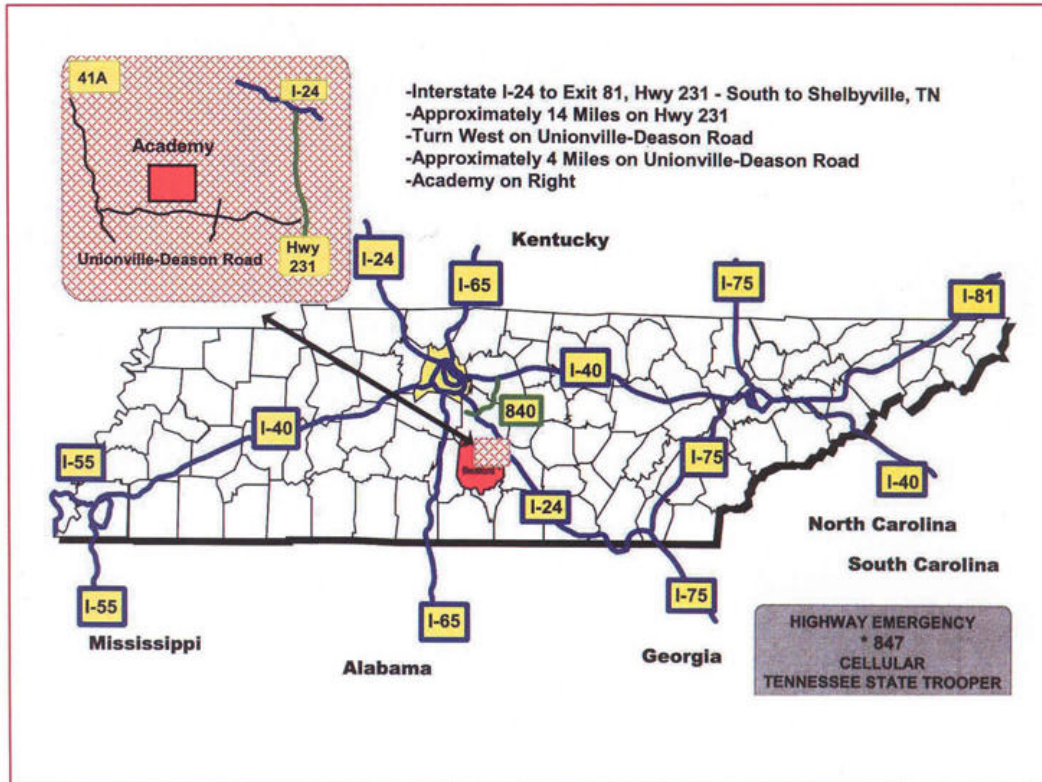 41A
I-24
Academy
Unionville-Deason Road
Hwy
231
-Interstate I-24 to Exit 81, Hwy 231 - South to Shelbyville, TN
-Approximately 14 Miles on Hwy 231
-Turn West on Unionville-Deason Road
-Approximately 4 Miles on Unionville-Deason Road
-Academy on Right
Kentucky
I-24
I-65
I-75
I-81
I-40
840
I-40
I-55
I-75
I-40
I-24
North Carolina
South Carolina
I-55
I-65
I-75
Mississippi
Alabama
Georgia
HIGHWAY EMERGENCY
* 847
CELLULAR
TENNESSEE STATE TROOPER